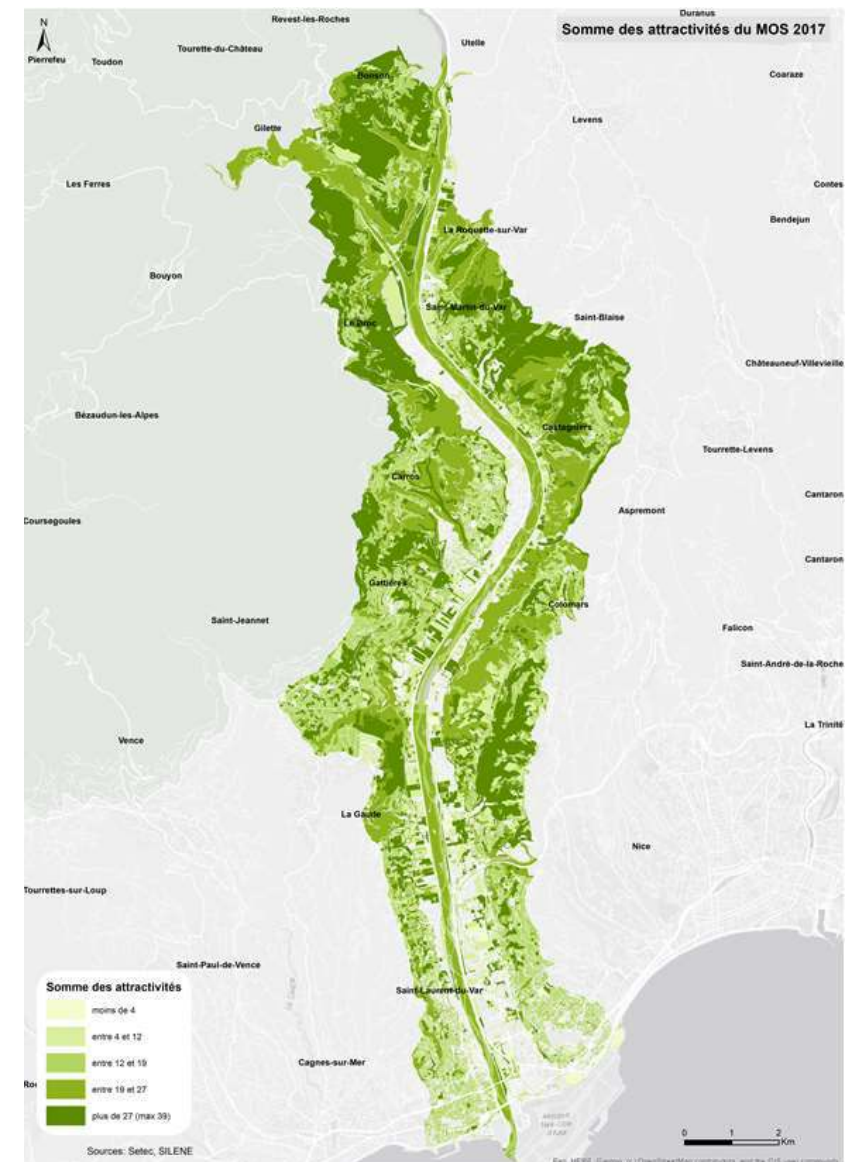 Duranus
Somme des attractivités du MOS 2017
N
Revest-les-Roches
Utelle
Pierrefeu
Toudon
Tourette-du-Château
Bonson
Coaraze
Levens
Gilette
Les Ferres
Contes
Bendejun
La Roquette-sur-Var
Bouyon
Saint-Martin-du-Var
Saint-Blaise
Le Broc
Châteauneuf-Villevieille
Bézaudun-les-Alpes
Castagniers
Tourrette-Levens
Carros
Cantaron
Aspremont
Coursegoules
Cantaron
Gattières
Colomars
Saint-Jeannet
Falicon
Saint-André-de-la-Roche
La Trinité
Vence
La Gaude
Nice
Tourrettes-sur-Loup
Saint-Paul-de-Vence
Saint-Laurent-du-Var
Somme des attractivités
moins de 4
entre 4 et 12
entre 12 et 19
entre 19 et 27
plus de 27 (max 39)
Cagnes-sur-Mer
0 1 2
Km
Sources: Setec, SILENE